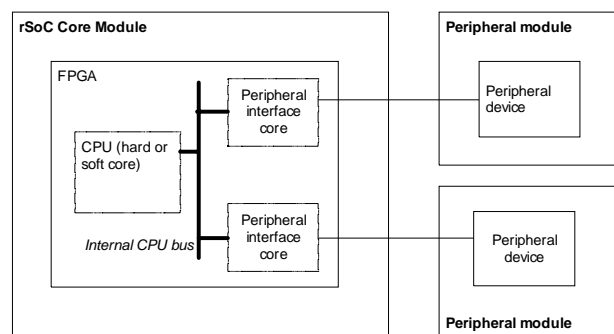 rSoC Core Module
FPGA
CPU (hard or
soft core)
Internal CPU bus
Peripheral
interface
core
Peripheral
interface
core
Peripheral module
Peripheral
device
Peripheral
device
Peripheral module